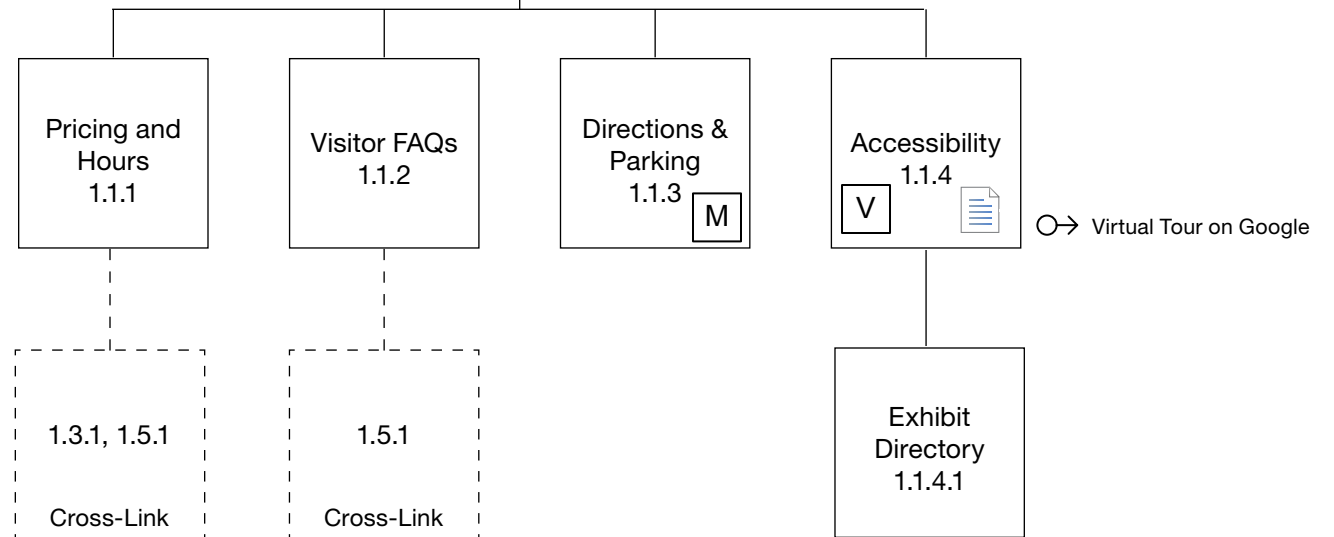 Pricing and
Hours
1.1.1
Visitor FAQs
1.1.2
Directions &
Parking
1.1.3
M
Accessibility
1.1.4
V
Virtual Tour on Google
1.3.1, 1.5.1
Cross-Link
1.5.1
Cross-Link
Exhibit
Directory
1.1.4.1